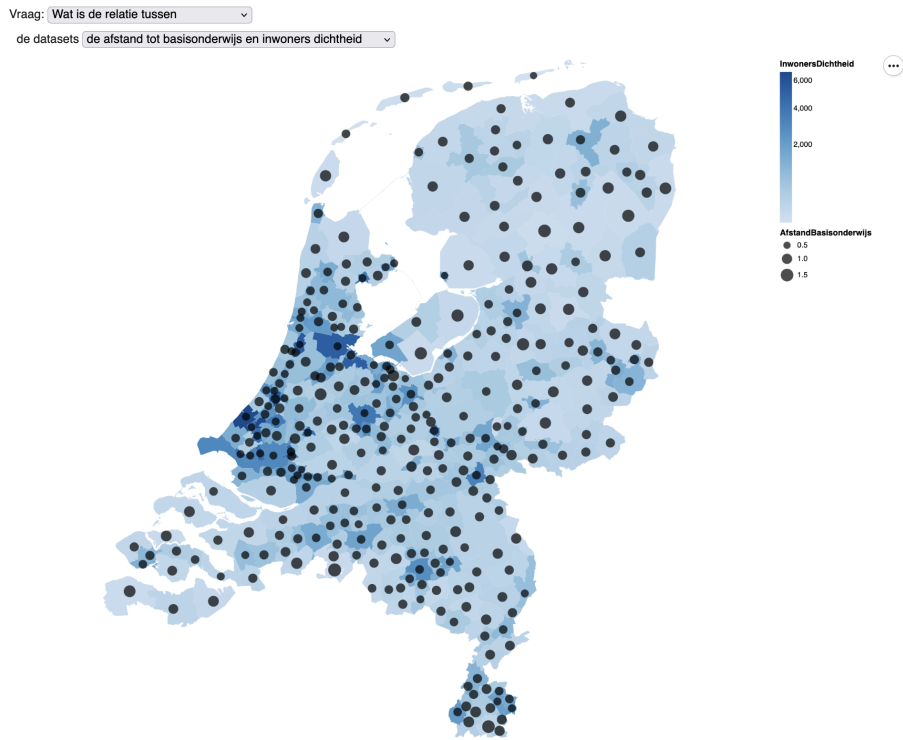 Vraag: Wat is de relatie tussen
de datasets de afstand tot basisonderwijs en inwoners dichtheid
InwonersDichtheid
6,000
4,000
2,000
AfstandBasisonderwijs
0.5
1.0
1.5